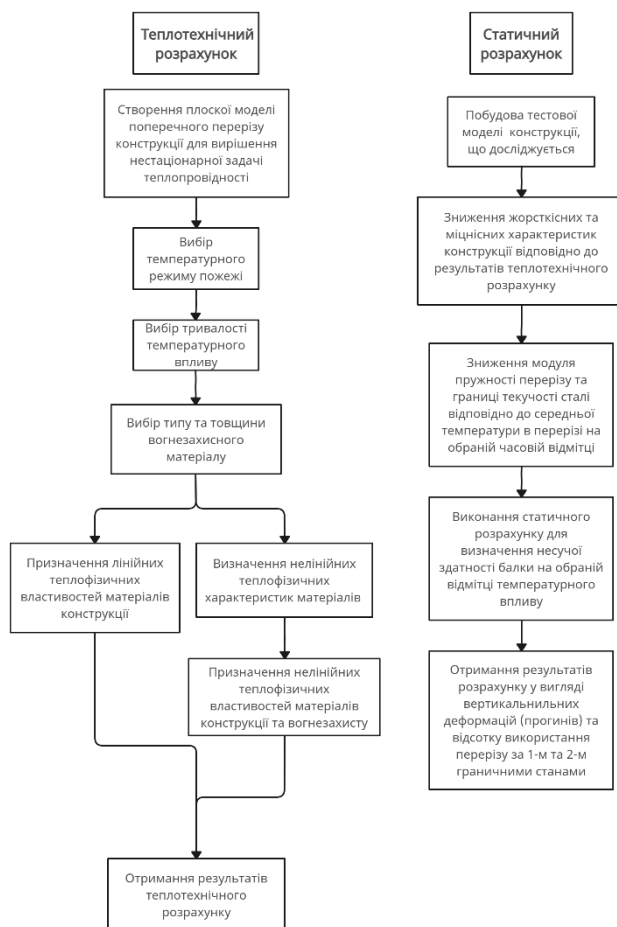 Теплотехнічний
розрахунок
Створення плоскої моделі
поперечного перерізу
конструкції для вирішення
нестаціонарної задачі
теплопровідності
Вибір
температурного
режиму пожежі
Вибір тривалості
температурного
впливу
Вибір типу та товщини
вогнезахисного
матеріалу
Призначення лінійних
теплофізичних
властивостей матеріалів
конструкції
Визначення нелінійних
теплофізичних
характеристик матеріалів
Призначення нелінійних
теплофізичних
властивостей матеріалів
конструкції та вогнезахисту
Отримання результатів
теплотехнічного
розрахунку
Статичний
розрахунок
Побудова тестової
моделі конструкції,
що досліджується
Зниження жорсткісних та
міцнісних характеристик
конструкції відповідно до
результатів теплотехнічного
розрахунку
Зниження модуля
пружності перерізу та
границі текучості сталі
відповідно до середньої
температури в перерізі на
обраній часовій відмітці
Виконання статичного
розрахунку для
визначення несучої
здатності балки на обраній
відмітці температурного
впливу
Отримання результатів
розрахунку у вигляді
вертикальнильних
деформацій (прогинів) та
відсотку використання
перерізу за 1-м та 2-м
граничними станами